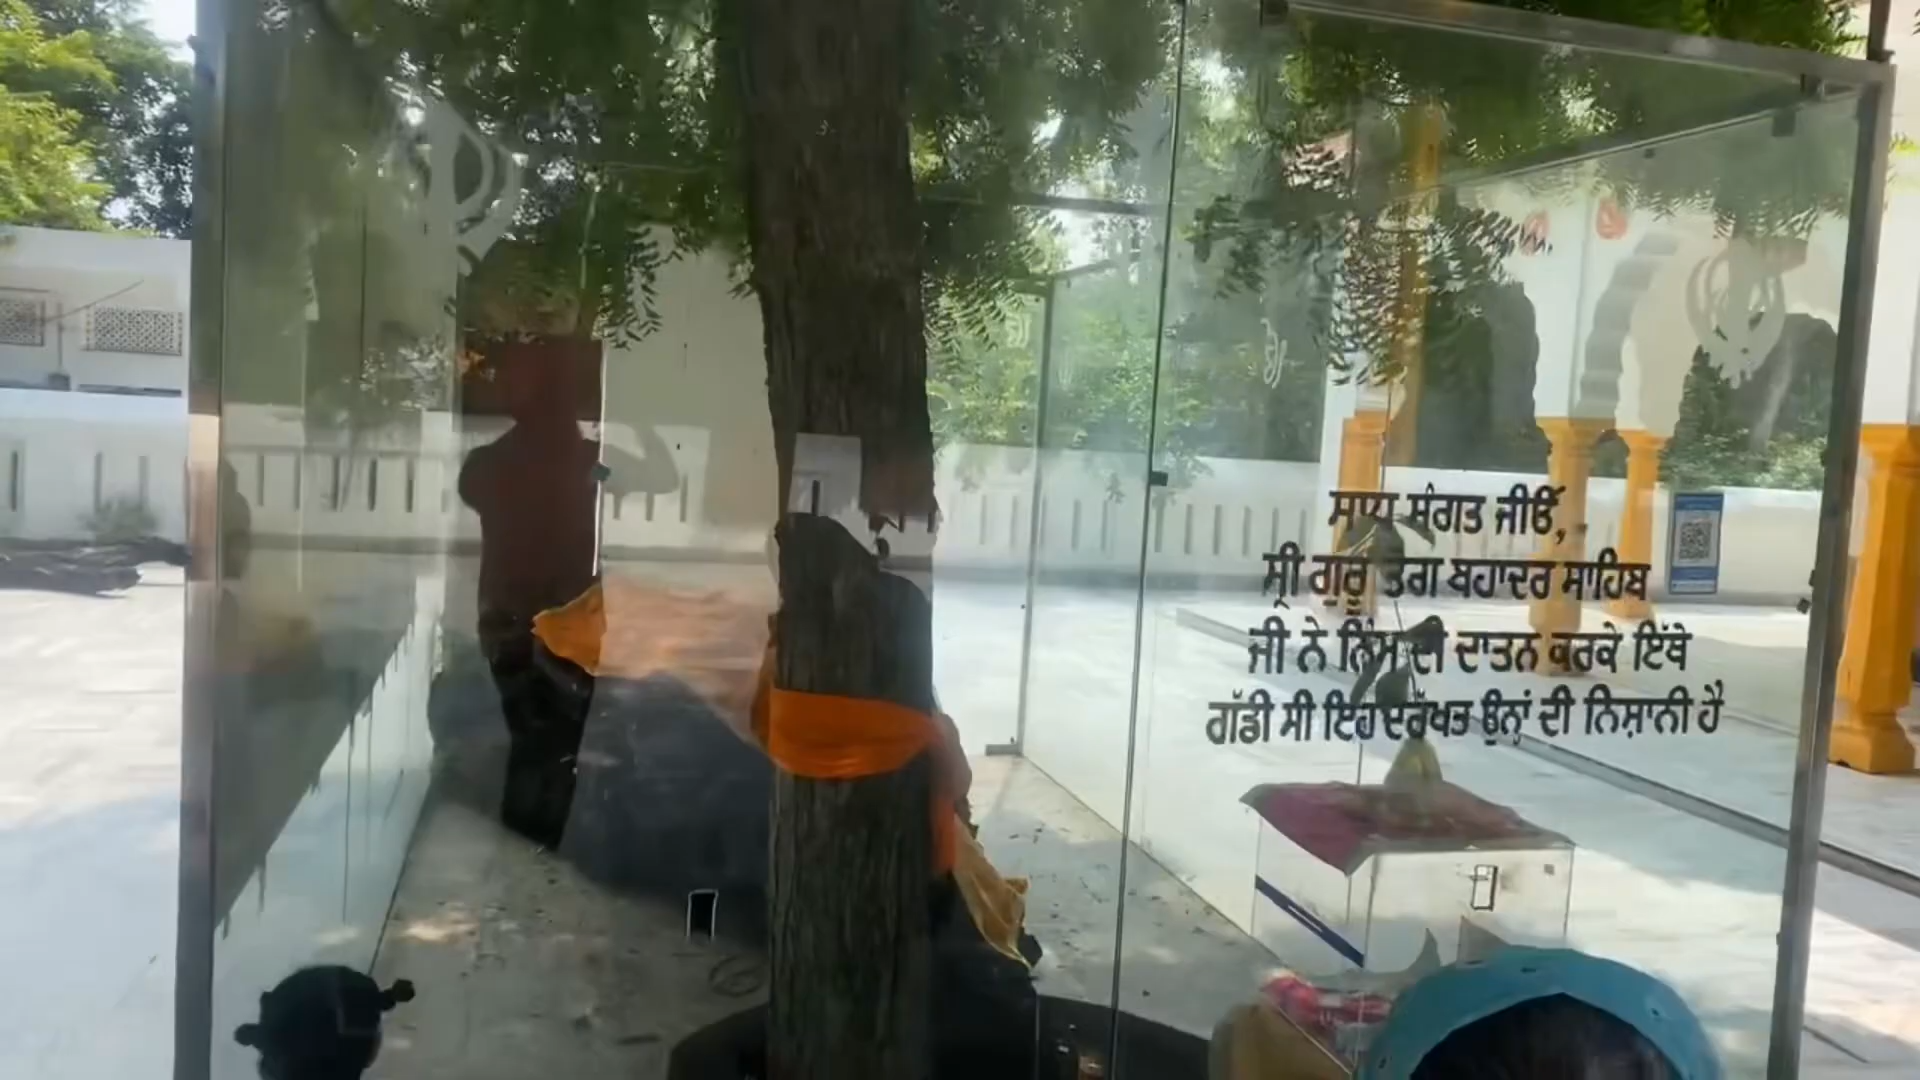 ਸਾਧ ਸੰਗਤ ਜੀਓ,
ਸ੍ਰੀ ਗੁਰੂ ਤੇਗ ਬਹਾਦਰ ਸਾਹਿਬ
ਜੀ ਨੇ ਨਿੰਮ ਦੀ ਦਾਤਨ ਕਰਕੇ ਇੱਥੇ
ਗੱਡੀ ਸੀ ਇਹ ਦਰੱਖਤ ਉਨ੍ਹਾਂ ਦੀ ਨਿਸ਼ਾਨੀ ਹੈ